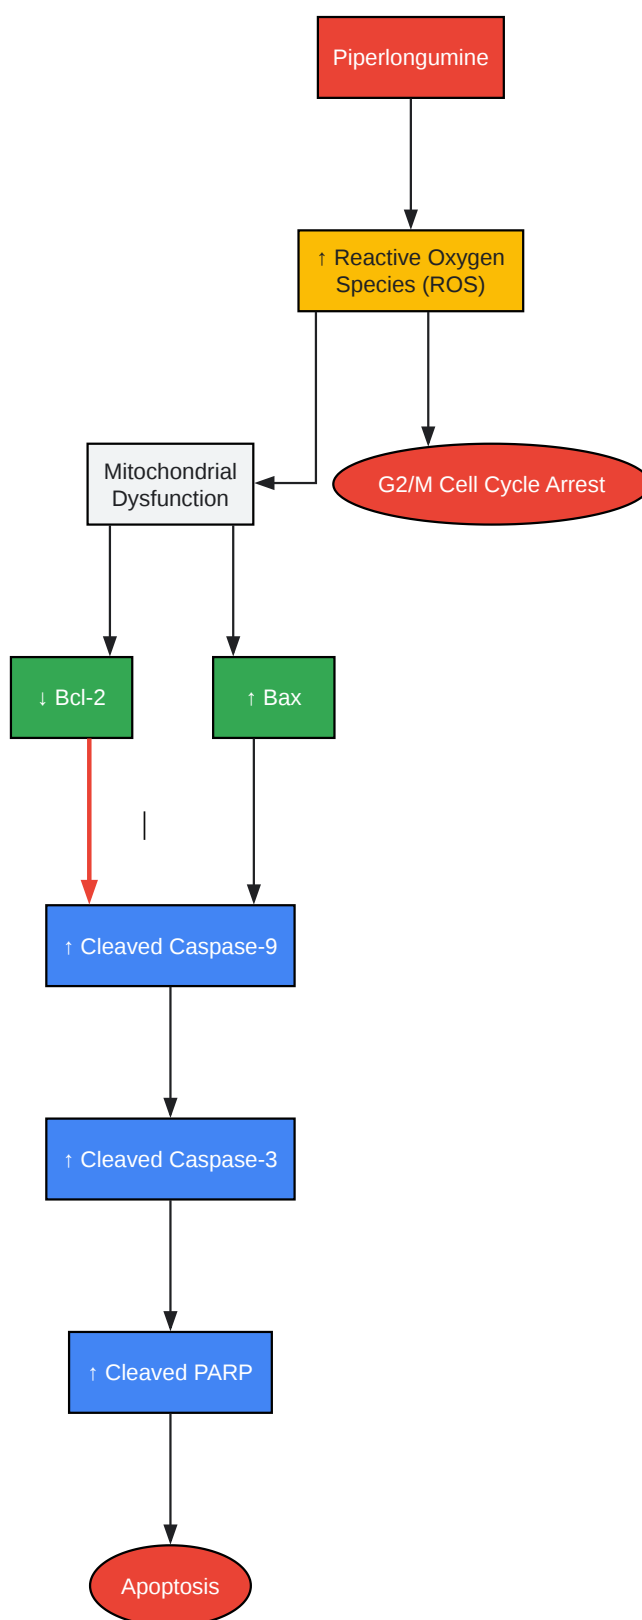 Piperlongumine
↑ Reactive Oxygen
Species (ROS)
Mitochondrial
Dysfunction
G2/M Cell Cycle Arrest
↓ Bcl-2
↑ Bax
|
↑ Cleaved Caspase-9
↑ Cleaved Caspase-3
↑ Cleaved PARP
Apoptosis